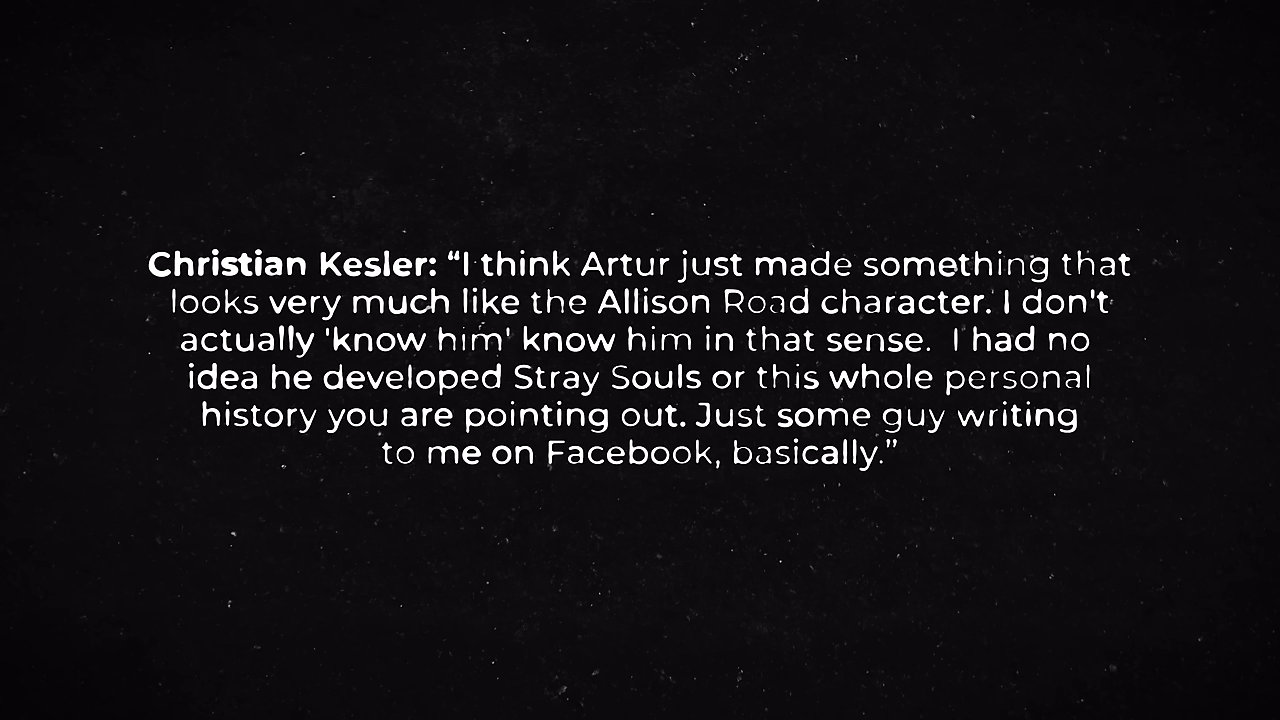 Christian Kesler: “I think Artur just made something that
looks very much like the Allison Road character. I don't
actually 'know him' know him in that sense.  I had no
idea he developed Stray Souls or this whole personal
history you are pointing out. Just some guy writing
to me on Facebook, basically.”